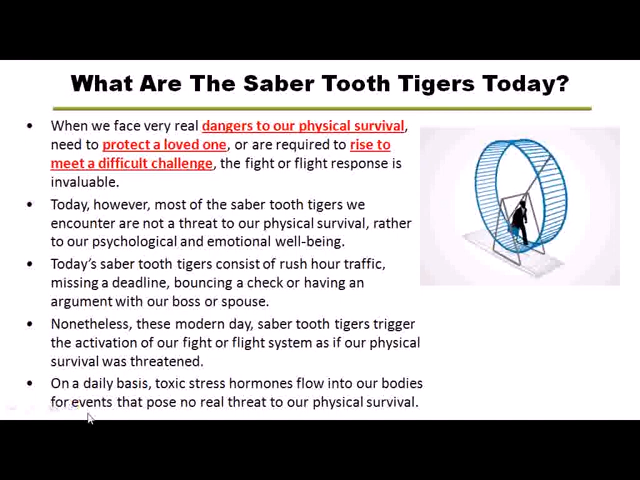 What Are The Saber Tooth Tigers Today?
• When we face very real dangers to our physical survival,
need to protect a loved one, or are required to rise to
meet a difficult challenge, the fight or flight response is
invaluable.
• Today, however, most of the saber tooth tigers we
encounter are not a threat to our physical survival, rather
to our psychological and emotional well-being.
• Today's saber tooth tigers consist of rush hour traffic,
missing a deadline, bouncing a check or having an
argument with our boss or spouse.
• Nonetheless, these modern day, saber tooth tigers trigger
the activation of our fight or flight system as if our physical
survival was threatened.
• On a daily basis, toxic stress hormones flow into our bodies
for events that pose no real threat to our physical survival.